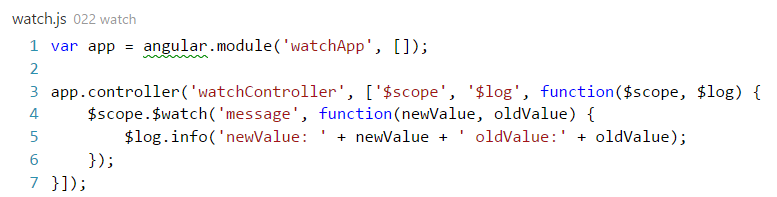 watch.js 022 watch
1 var app = angular.module('watchApp', []);
2
3 app.controller('watchController', ['$scope', '$log', function($scope, $log) {
4     $scope.$watch('message', function(newValue, oldValue) {
5         $log.info('newValue: ' + newValue + ' oldValue:' + oldValue);
6     });
7 }]);